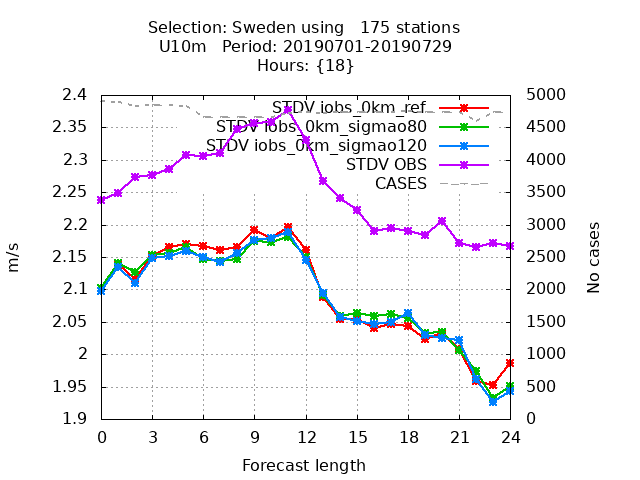 Selection: Sweden using   175 stations
U10m   Period: 20190701-20190729
Hours: {18}
STDV iobs_0km_ref
STDV iobs_0km_sigmao80
STDV iobs_0km_sigmao120
STDV OBS
CASES
2.4
2.35
2.3
2.25
2.2
2.15
2.1
2.05
2
1.95
1.9
m/s
5000
4500
4000
3500
3000
2500
2000
1500
1000
500
0
No cases
0 3 6 9 12 15 18 21 24
Forecast length